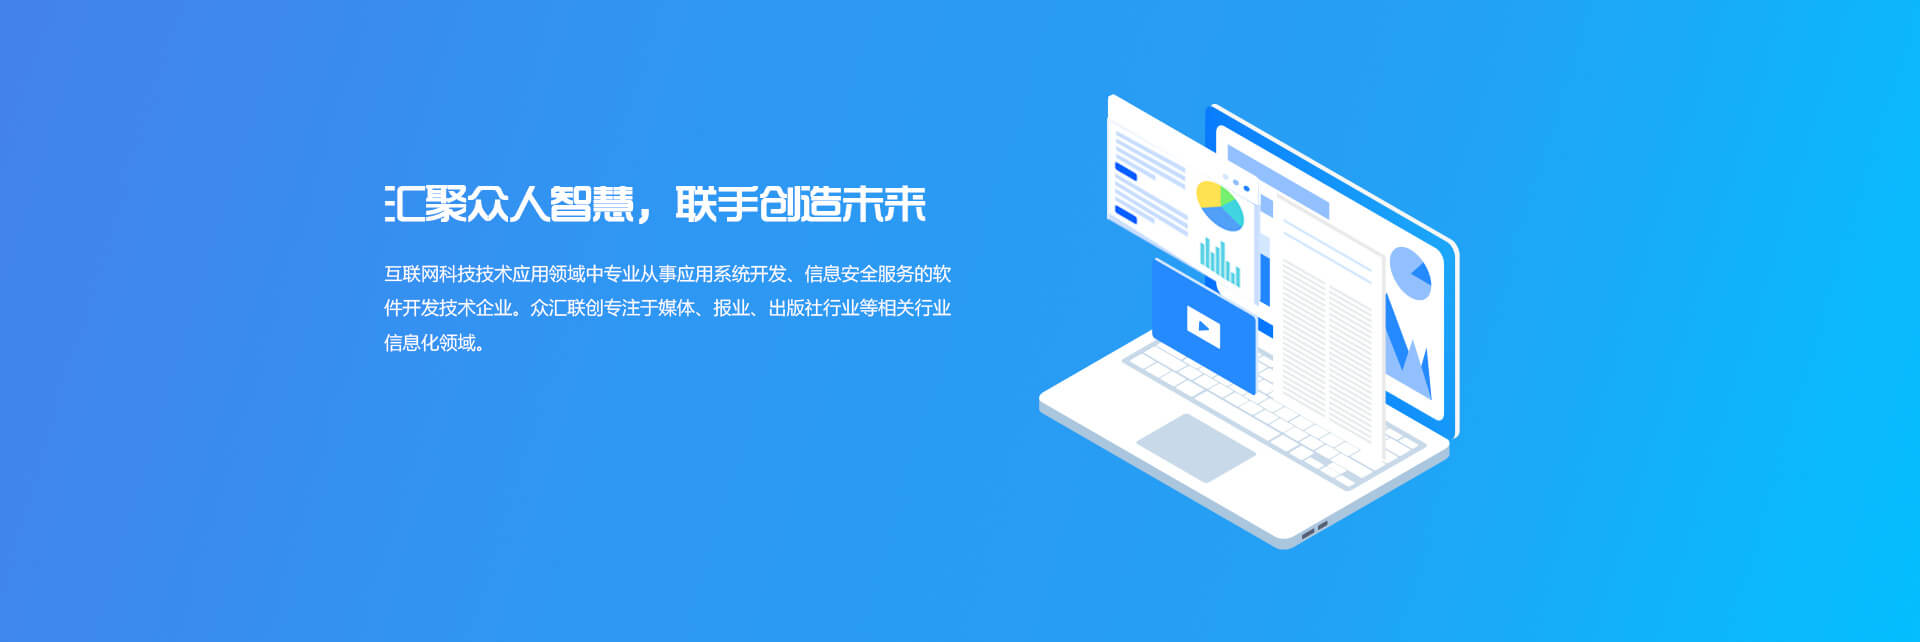 汇聚众人智慧，联手创造未来
互联网科技技术应用领域中专业从事应用系统开发、信息安全服务的软
件开发技术企业。众汇联创专注于媒体、报业、出版社行业等相关行业
信息化领域。